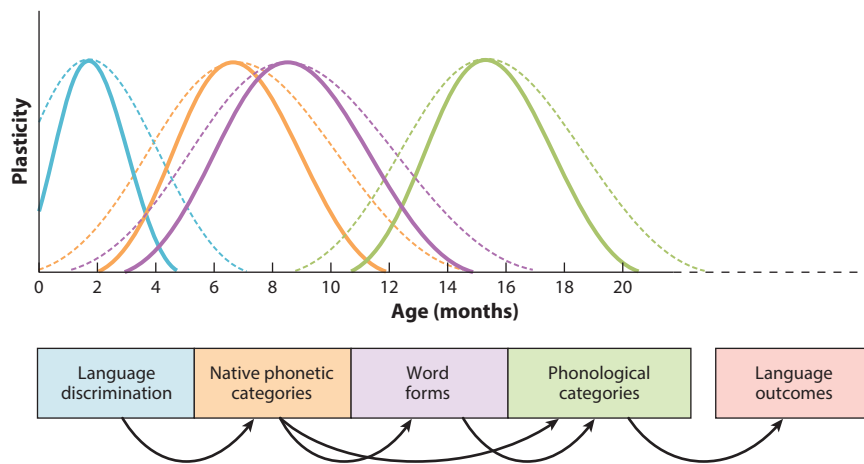 Plasticity
0 2 4 6 8 10 12 14 16 18 20
Age (months)
Language
discrimination
Native phonetic
categories
Word
forms
Phonological
categories
Language
outcomes